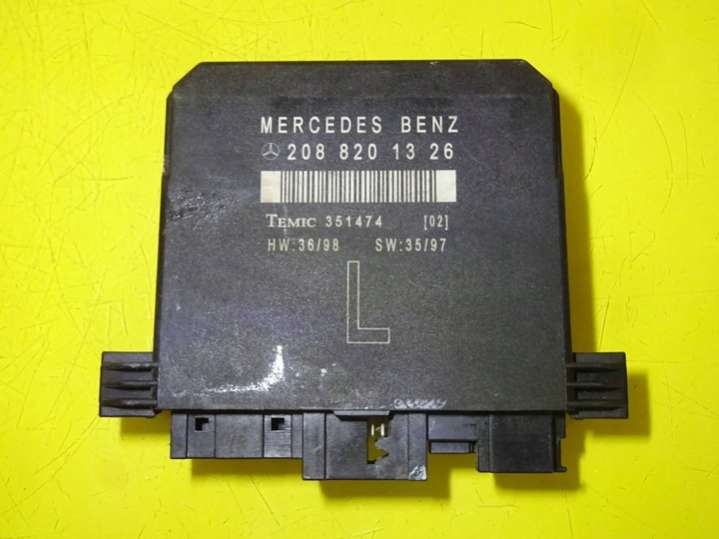 MERCEDES BENZ
208 820 13 26
TEMIC 351474 [02]
HW:36/98 SW:35/97
L